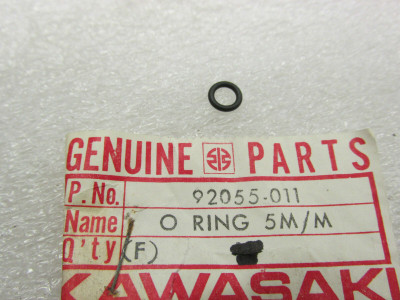 GENUINE PARTS
P. No. 92055-011
Name O RING 5M/M
Q'ty (F)
KAWASAKI